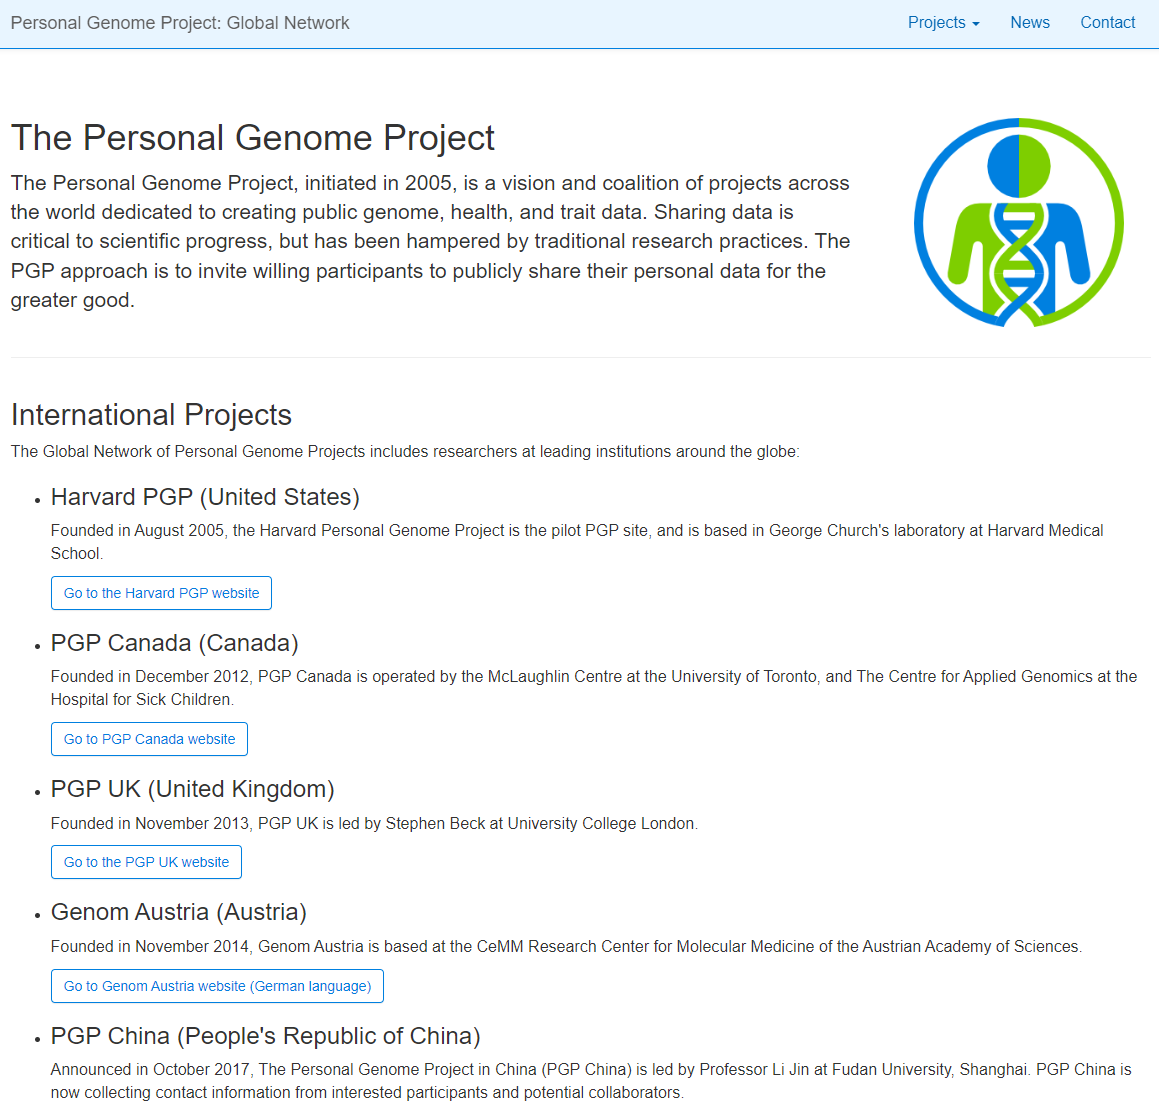 Personal Genome Project: Global Network
Projects
News
Contact
The Personal Genome Project
The Personal Genome Project, initiated in 2005, is a vision and coalition of projects across
the world dedicated to creating public genome, health, and trait data. Sharing data is
critical to scientific progress, but has been hampered by traditional research practices. The
PGP approach is to invite willing participants to publicly share their personal data for the
greater good.
International Projects
The Global Network of Personal Genome Projects includes researchers at leading institutions around the globe:
Harvard PGP (United States)
Founded in August 2005, the Harvard Personal Genome Project is the pilot PGP site, and is based in George Church's laboratory at Harvard Medical
School.
Go to the Harvard PGP website
PGP Canada (Canada)
Founded in December 2012, PGP Canada is operated by the McLaughlin Centre at the University of Toronto, and The Centre for Applied Genomics at the
Hospital for Sick Children.
Go to PGP Canada website
PGP UK (United Kingdom)
Founded in November 2013, PGP UK is led by Stephen Beck at University College London.
Go to the PGP UK website
Genom Austria (Austria)
Founded in November 2014, Genom Austria is based at the CeMM Research Center for Molecular Medicine of the Austrian Academy of Sciences.
Go to Genom Austria website (German language)
PGP China (People's Republic of China)
Announced in October 2017, The Personal Genome Project in China (PGP China) is led by Professor Li Jin at Fudan University, Shanghai. PGP China is
now collecting contact information from interested participants and potential collaborators.